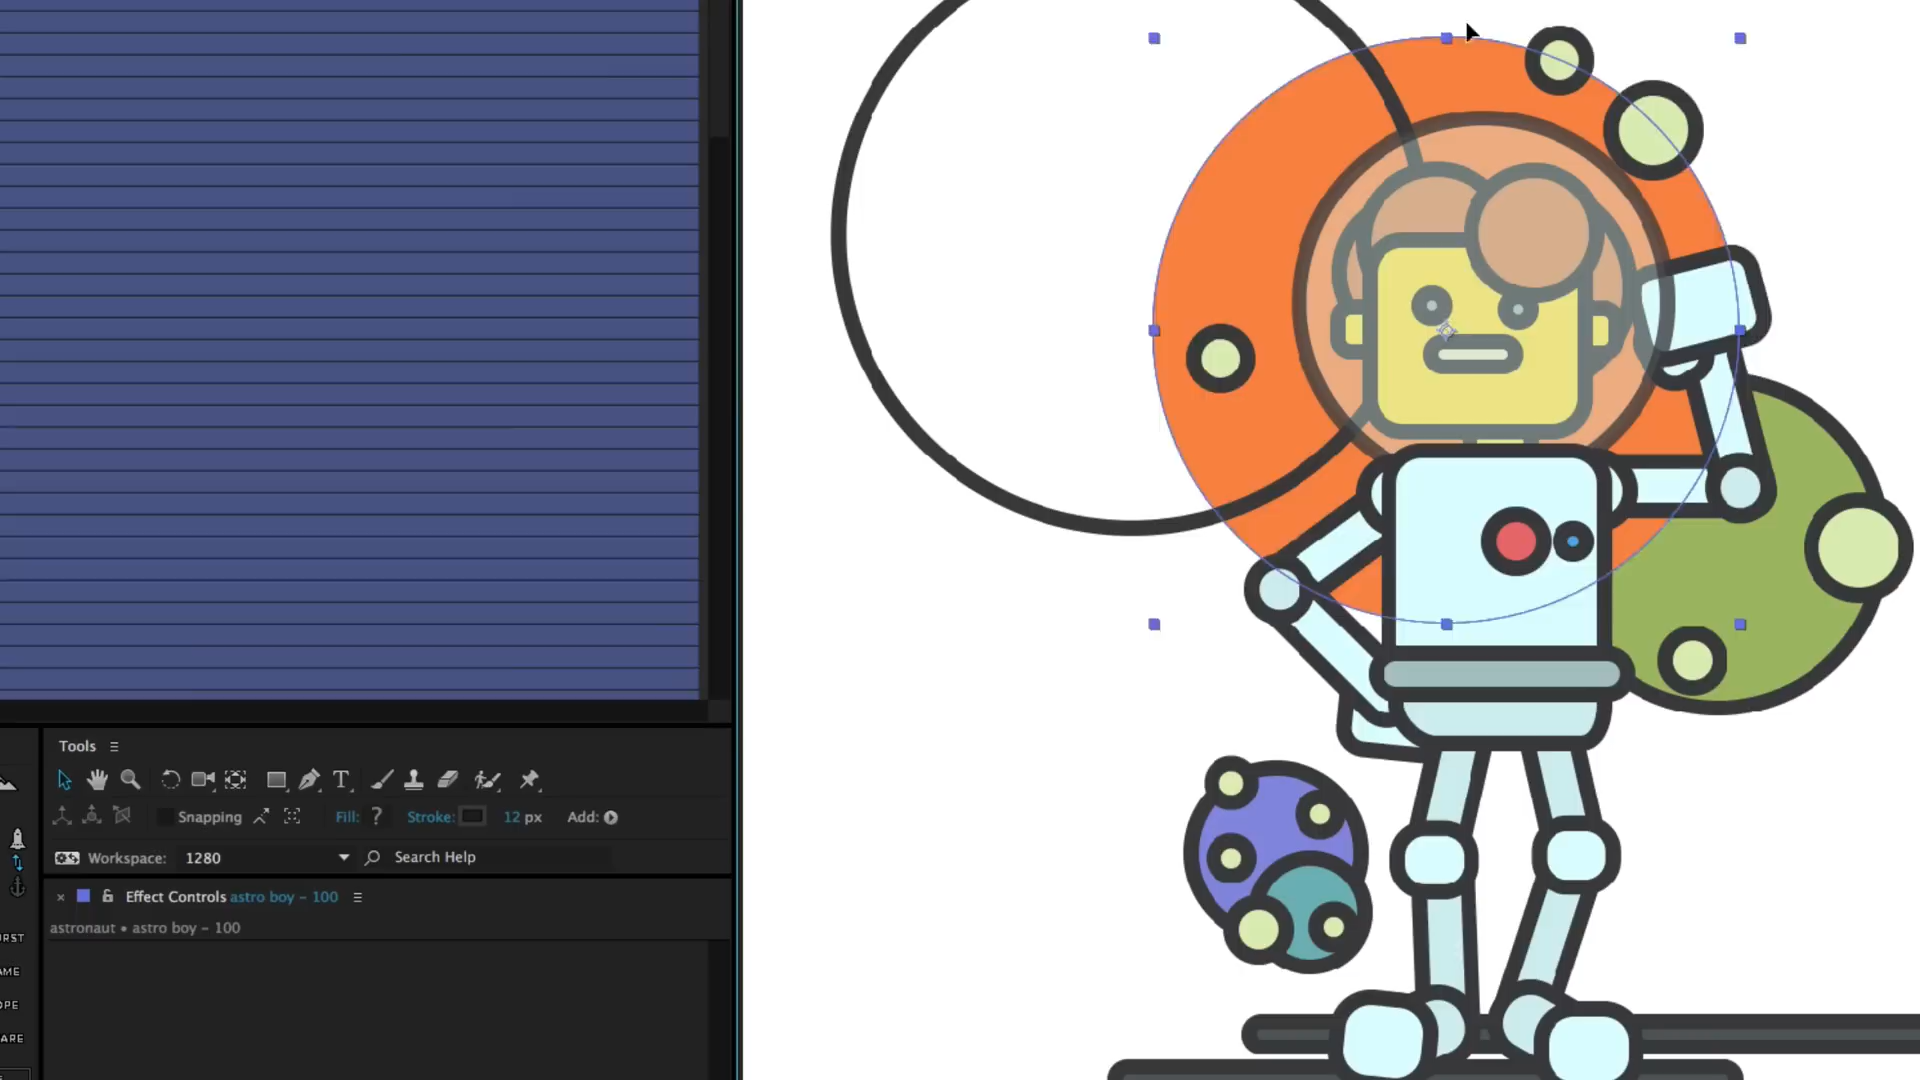 Tools
T
Snapping Fill: ? Stroke: 12 px Add:
Workspace: 1280 Search Help
× Effect Controls astro boy – 100
astronaut • astro boy – 100